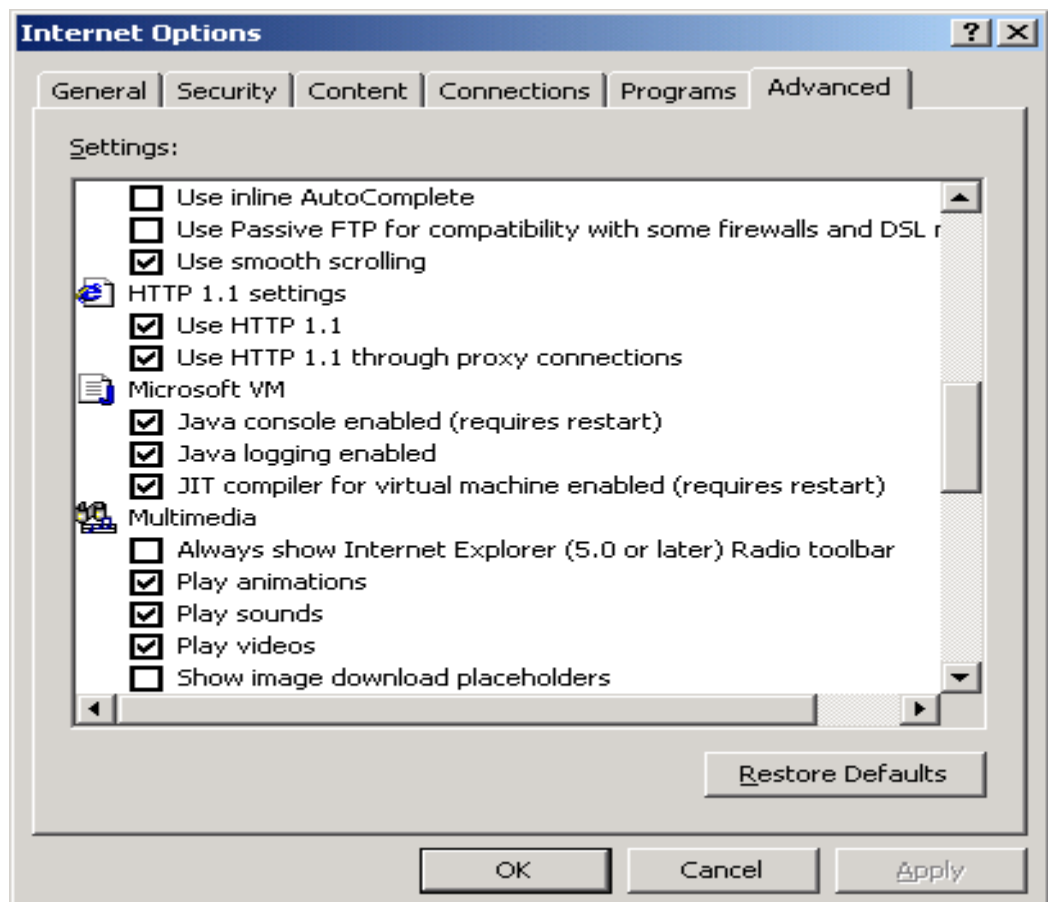 Internet Options
General Security Content Connections Programs Advanced
Settings:
Use inline AutoComplete
Use Passive FTP for compatibility with some firewalls and DSL
Use smooth scrolling
HTTP 1.1 settings
Use HTTP 1.1
Use HTTP 1.1 through proxy connections
Microsoft VM
Java console enabled (requires restart)
Java logging enabled
JIT compiler for virtual machine enabled (requires restart)
Multimedia
Always show Internet Explorer (5.0 or later) Radio toolbar
Play animations
Play sounds
Play videos
Show image download placeholders
Restore Defaults
OK Cancel Apply